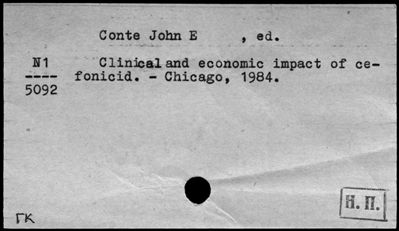 Conte John E , ed.
N1 Clinical and economic impact of ce-
---- fonicid. - Chicago, 1984.
5092
Н. П.
ГК